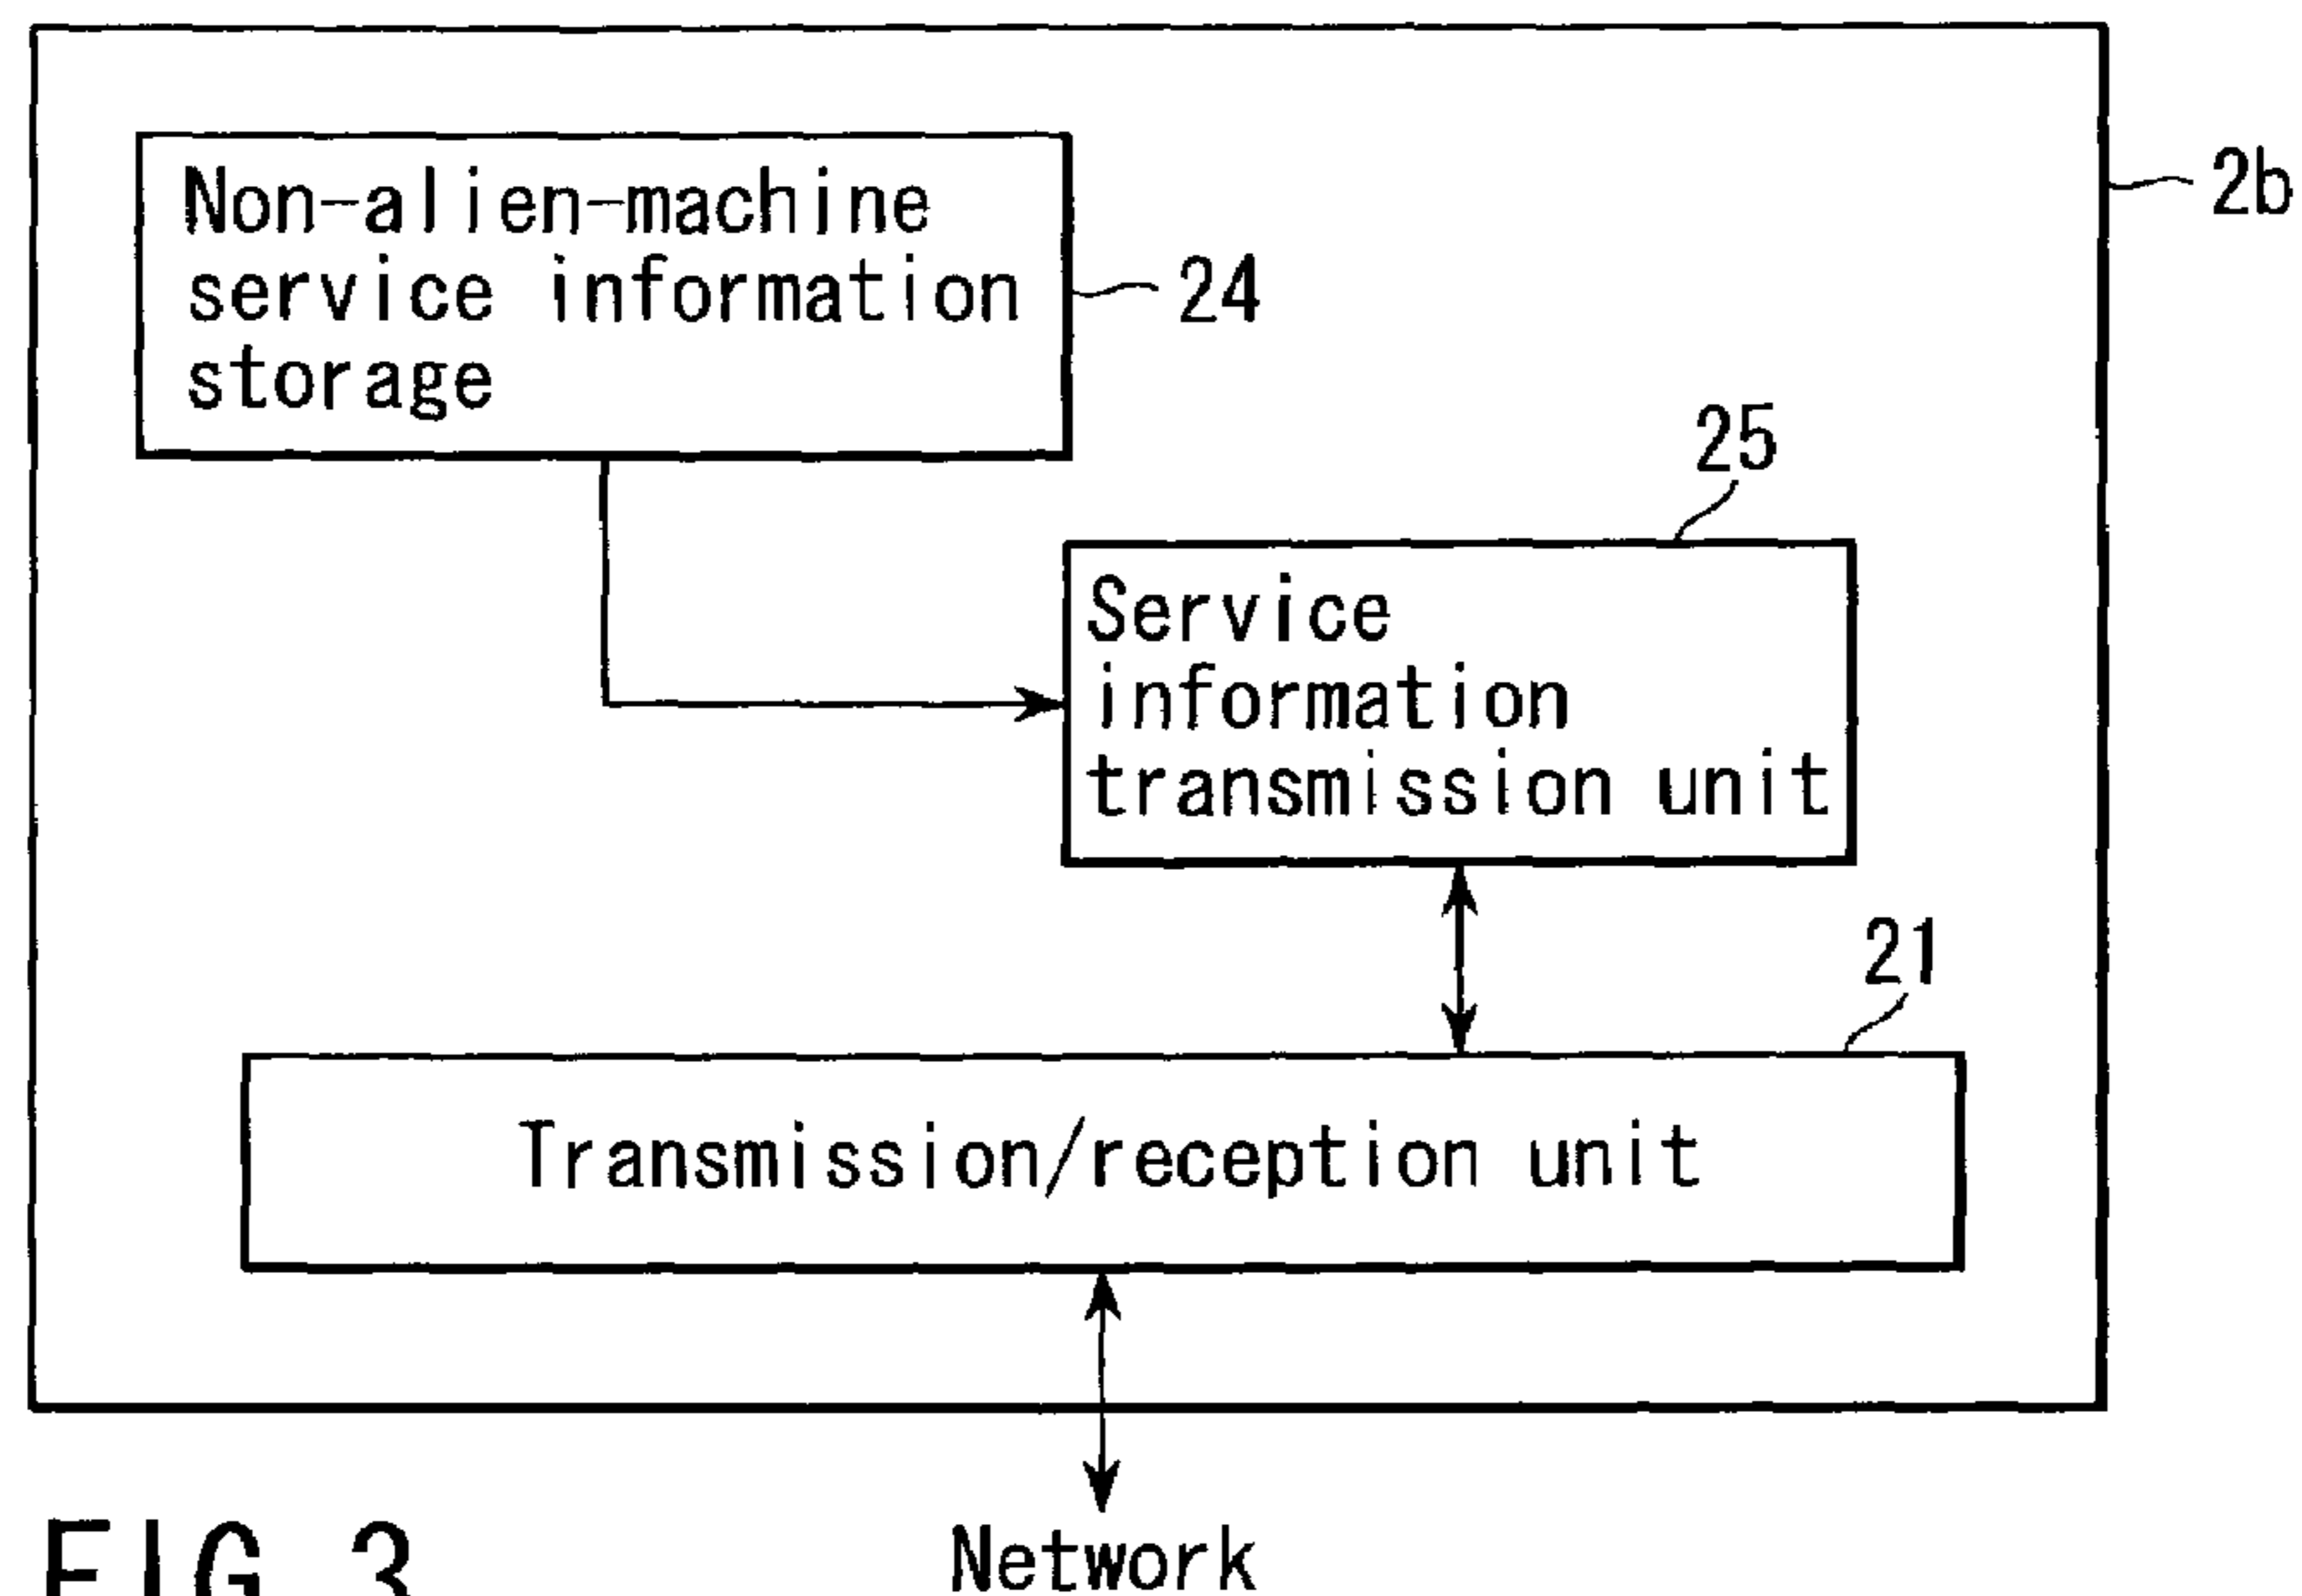 Non-alien-machine
service information
storage
2b
24
25
Service
information
transmission unit
21
Transmission/reception unit
Network
FIG. 3